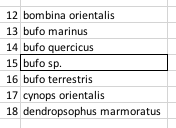 12 bombina orientalis
13 bufo marinus
14 bufo quercicus
15 bufo sp.
16 bufo terrestris
17 cynops orientalis
18 dendropsophus marmoratus